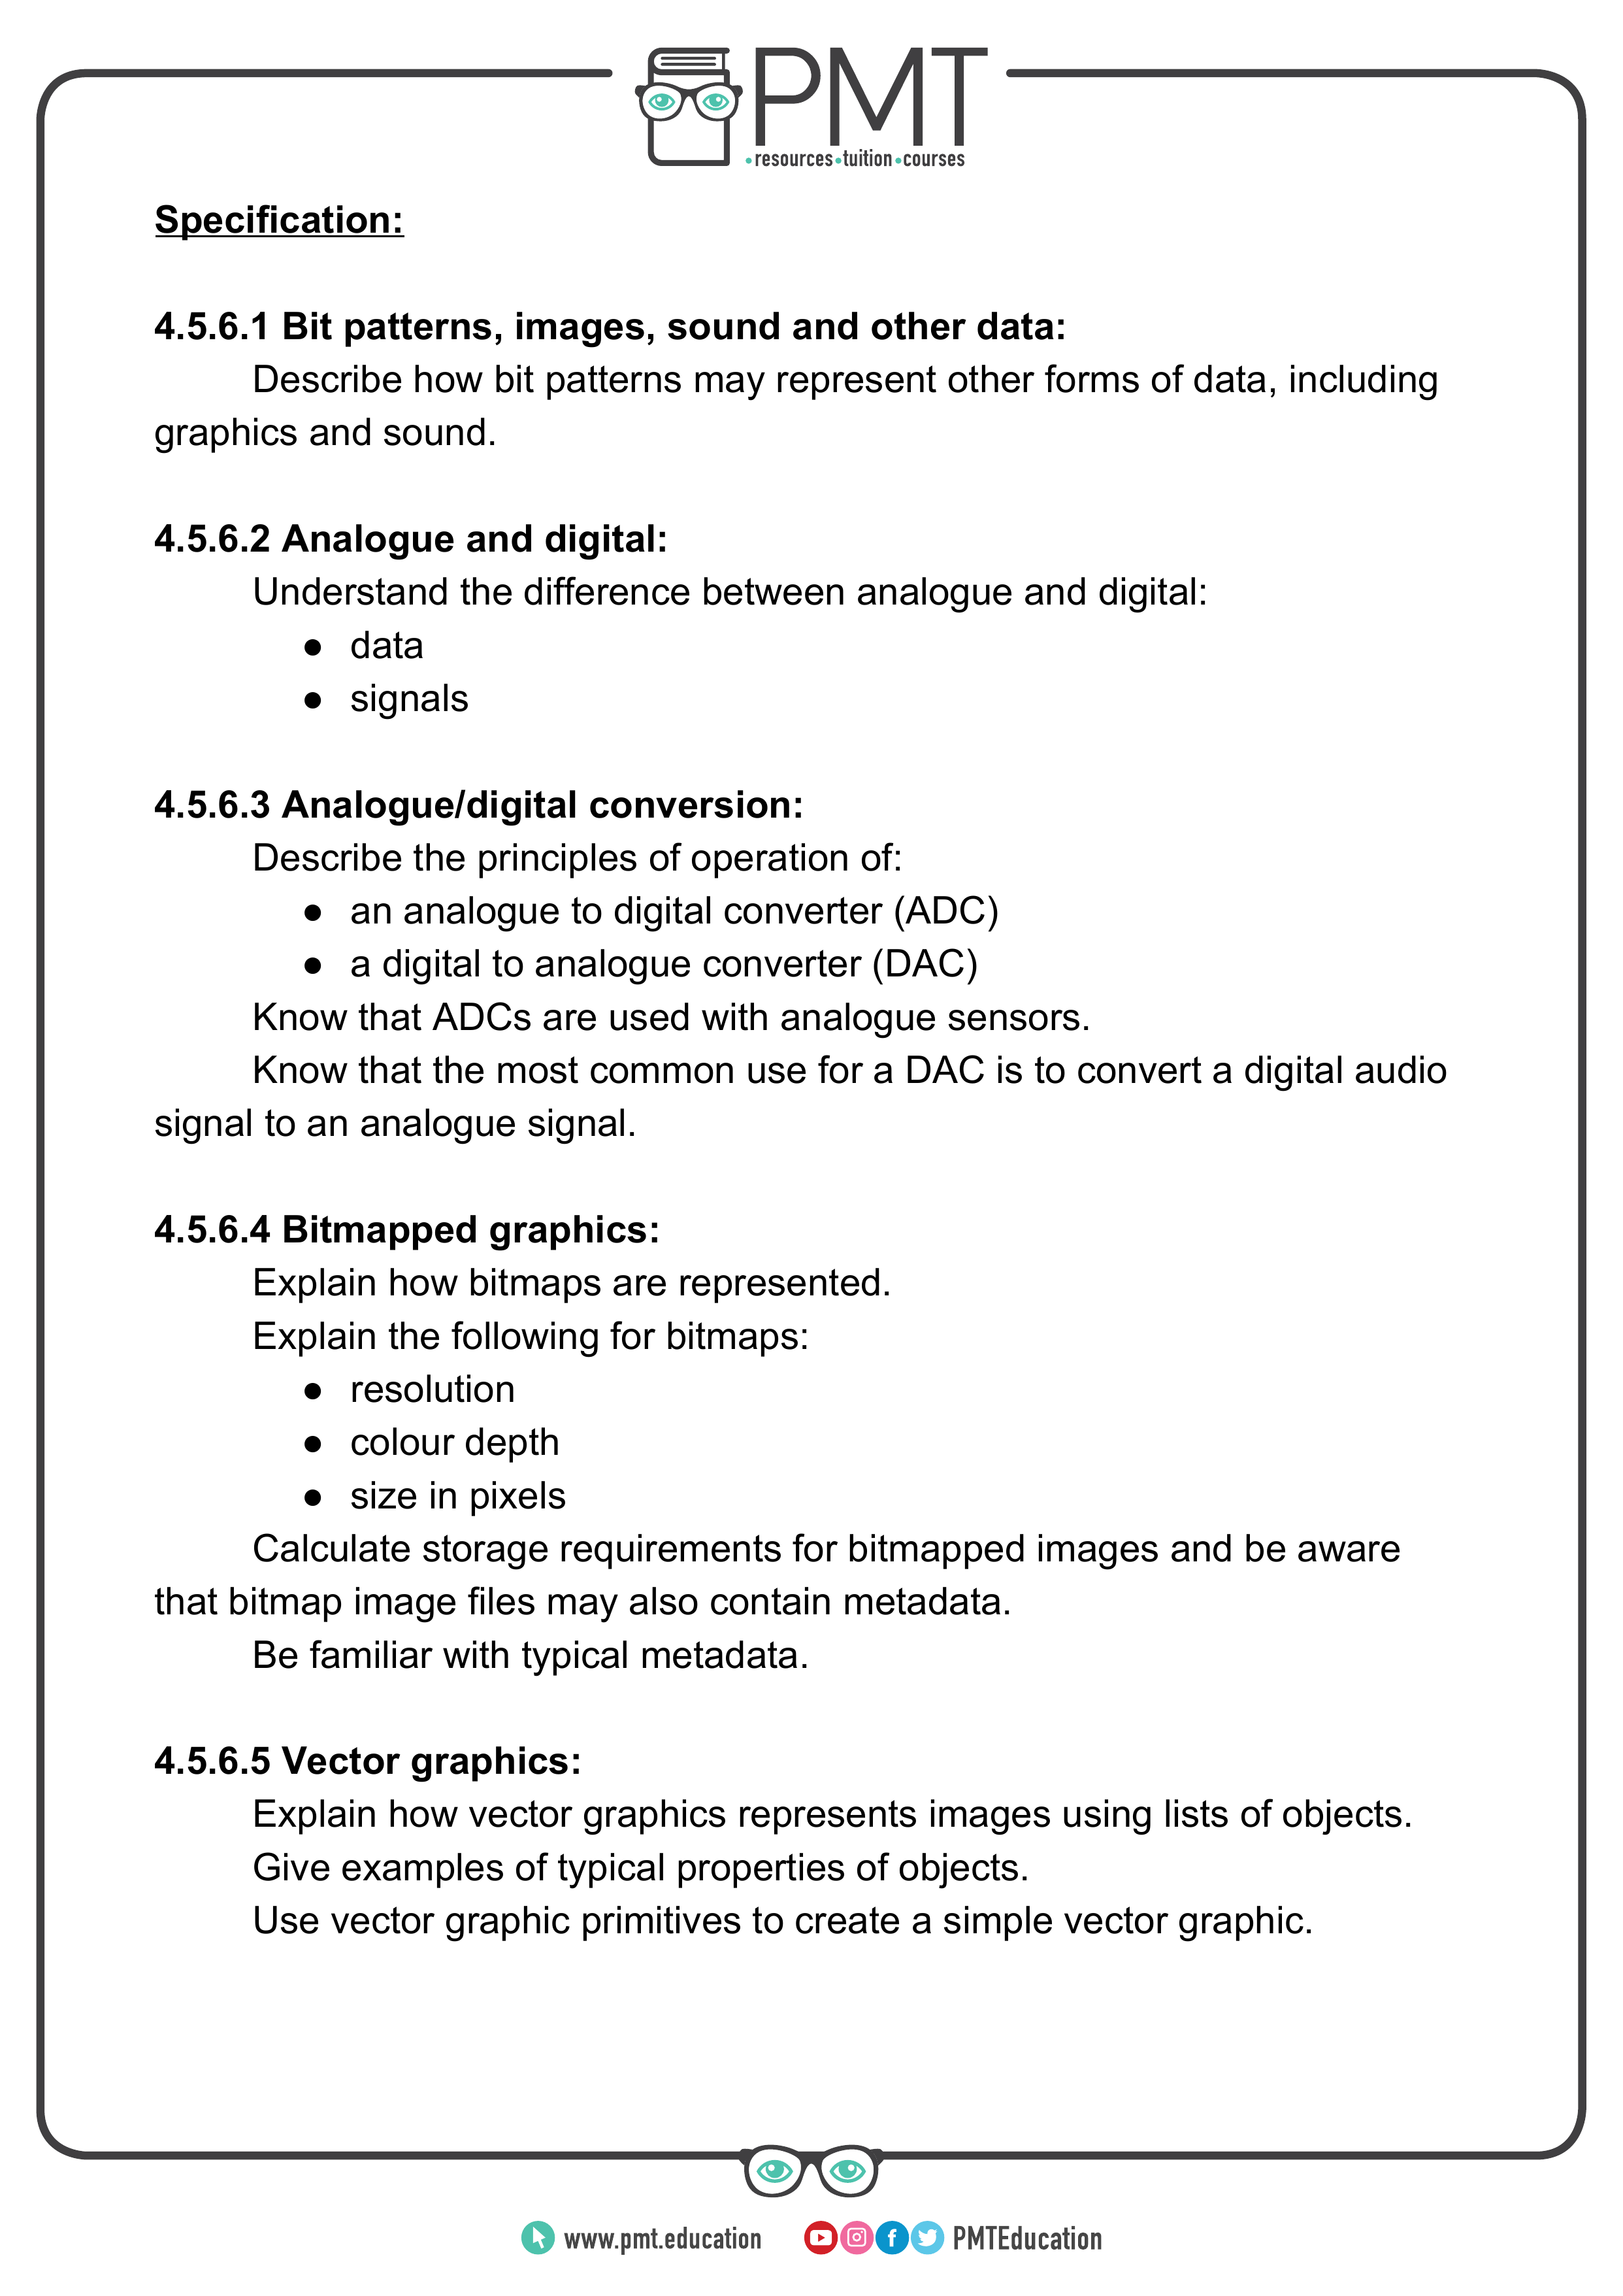 PMT
•resources•tuition•courses
Specification:
4.5.6.1 Bit patterns, images, sound and other data:
Describe how bit patterns may represent other forms of data, including
graphics and sound.
4.5.6.2 Analogue and digital:
Understand the difference between analogue and digital:
● data
● signals
4.5.6.3 Analogue/digital conversion:
Describe the principles of operation of:
● an analogue to digital converter (ADC)
● a digital to analogue converter (DAC)
Know that ADCs are used with analogue sensors.
Know that the most common use for a DAC is to convert a digital audio
signal to an analogue signal.
4.5.6.4 Bitmapped graphics:
Explain how bitmaps are represented.
Explain the following for bitmaps:
● resolution
● colour depth
● size in pixels
Calculate storage requirements for bitmapped images and be aware
that bitmap image files may also contain metadata.
Be familiar with typical metadata.
4.5.6.5 Vector graphics:
Explain how vector graphics represents images using lists of objects.
Give examples of typical properties of objects.
Use vector graphic primitives to create a simple vector graphic.
www.pmt.education PMTEducation